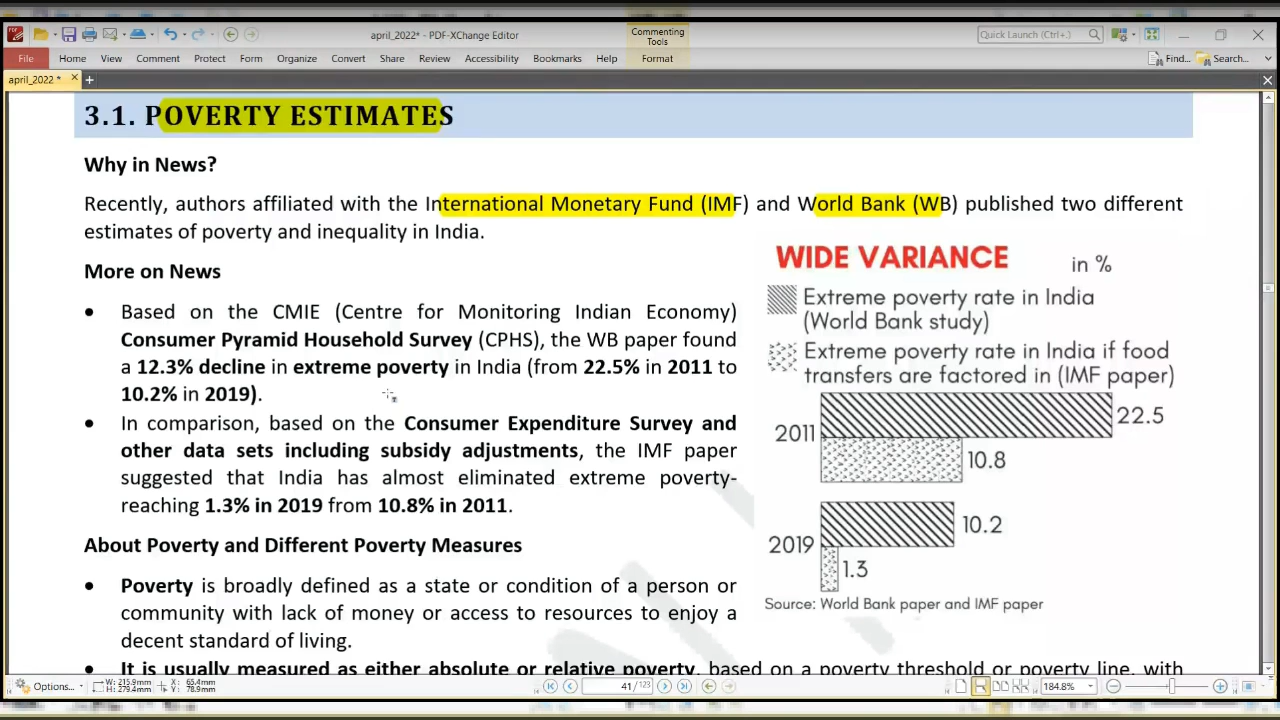 april_2022* - PDF-XChange Editor
Commenting
Tools
Quick Launch (Ctrl+.)
File Home View Comment Protect Form Organize Convert Share Review Accessibility Bookmarks Help Format Find... Search...
april_2022 *
3.1. POVERTY ESTIMATES
Why in News?
Recently, authors affiliated with the International Monetary Fund (IMF) and World Bank (WB) published two different
estimates of poverty and inequality in India.
More on News
• Based on the CMIE (Centre for Monitoring Indian Economy)
Consumer Pyramid Household Survey (CPHS), the WB paper found
a 12.3% decline in extreme poverty in India (from 22.5% in 2011 to
10.2% in 2019).
• In comparison, based on the Consumer Expenditure Survey and
other data sets including subsidy adjustments, the IMF paper
suggested that India has almost eliminated extreme poverty-
reaching 1.3% in 2019 from 10.8% in 2011.
WIDE VARIANCE in %
Extreme poverty rate in India
(World Bank study)
Extreme poverty rate in India if food
transfers are factored in (IMF paper)
2011
22.5
10.8
2019
10.2
1.3
Source: World Bank paper and IMF paper
About Poverty and Different Poverty Measures
• Poverty is broadly defined as a state or condition of a person or
community with lack of money or access to resources to enjoy a
decent standard of living.
• It is usually measured as either absolute or relative poverty, based on a poverty threshold or poverty line, with
Options...
W: 215.9mm
H: 279.4mm
X: 65.4mm
Y: 78.9mm
41 / 123
184.8%